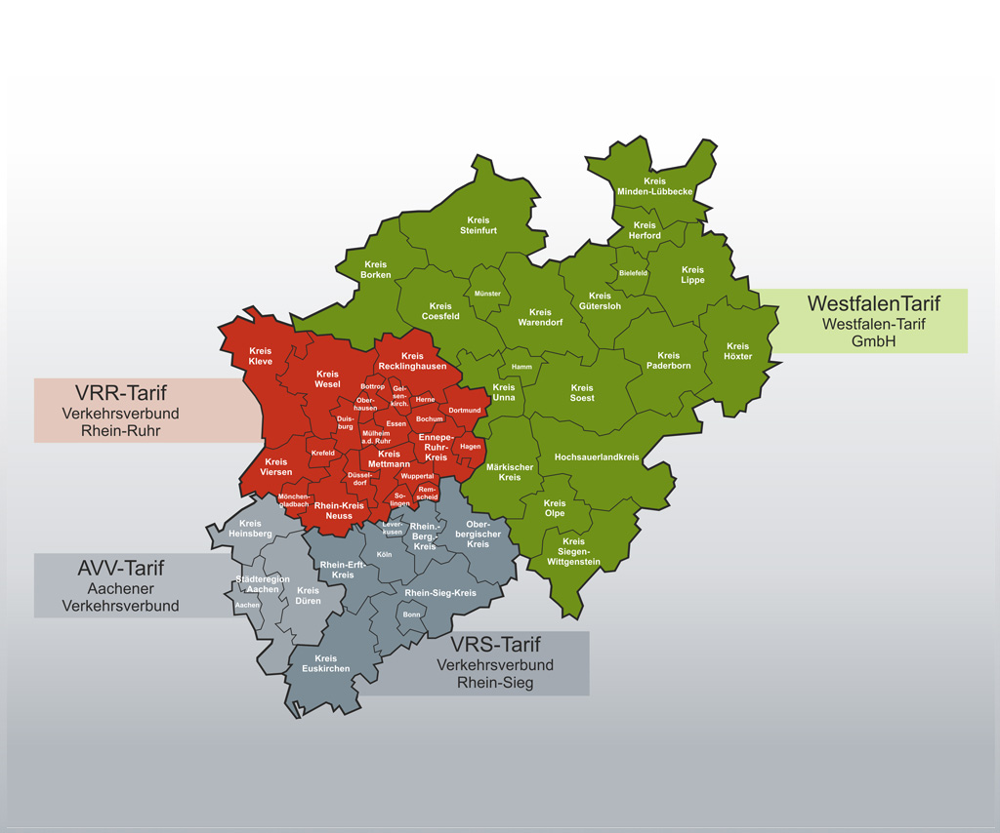 Kreis
Minden-Lübbecke
Kreis
Steinfurt
Kreis
Herford
Kreis
Borken
Bielefeld
Kreis
Lippe
Münster
Kreis
Gütersloh
Kreis
Coesfeld
Kreis
Warendorf
WestfalenTarif
Westfalen-Tarif
GmbH
Kreis
Kleve
Kreis
Recklinghausen
Kreis
Paderborn
Kreis
Höxter
Hamm
Kreis
Wesel
Kreis
Unna
Kreis
Soest
VRR-Tarif
Verkehrsverbund
Rhein-Ruhr
Bottrop
Gel-
sen-
kirch.
Ober-
hausen
Herne
Dortmund
Duis-
burg
Essen
Bochum
Mülheim
a.d. Ruhr
Ennepe-
Ruhr-
Kreis
Hagen
Krefeld
Kreis
Mettmann
Kreis
Viersen
Düssel-
dorf
Wuppertal
Märkischer
Kreis
Hochsauerlandkreis
Mönchen-
gladbach
Rhein-Kreis
Neuss
So-
lingen
Rem-
scheid
Kreis
Olpe
Kreis
Heinsberg
Lever-
kusen
Rhein.-
Berg.-
Kreis
Ober-
bergischer
Kreis
Kreis
Siegen-
Wittgenstein
Köln
Rhein-Erft-
Kreis
AVV-Tarif
Aachener
Verkehrsverbund
Städteregion
Aachen
Kreis
Düren
Rhein-Sieg-Kreis
Aachen
Bonn
VRS-Tarif
Verkehrsverbund
Rhein-Sieg
Kreis
Euskirchen